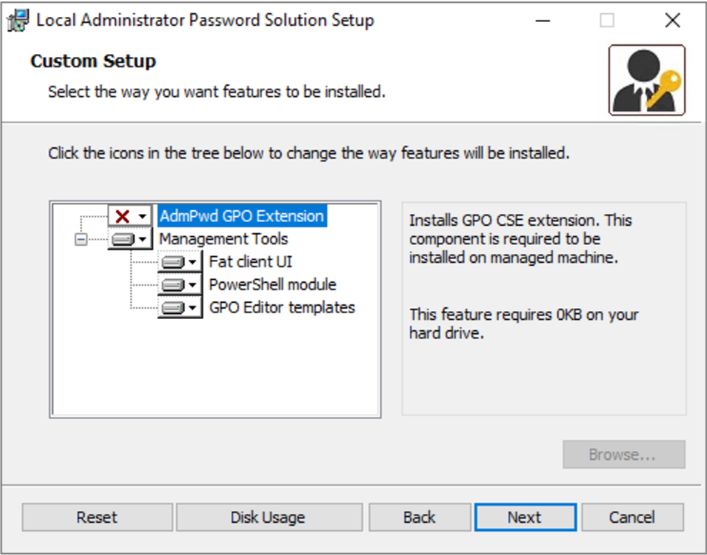 Local Administrator Password Solution Setup
Custom Setup
Select the way you want features to be installed.
Click the icons in the tree below to change the way features will be installed.
AdmPwd GPO Extension
Management Tools
Fat client UI
PowerShell module
GPO Editor templates
Installs GPO CSE extension. This
component is required to be
installed on managed machine.
This feature requires 0KB on your
hard drive.
Browse...
Reset
Disk Usage
Back
Next
Cancel